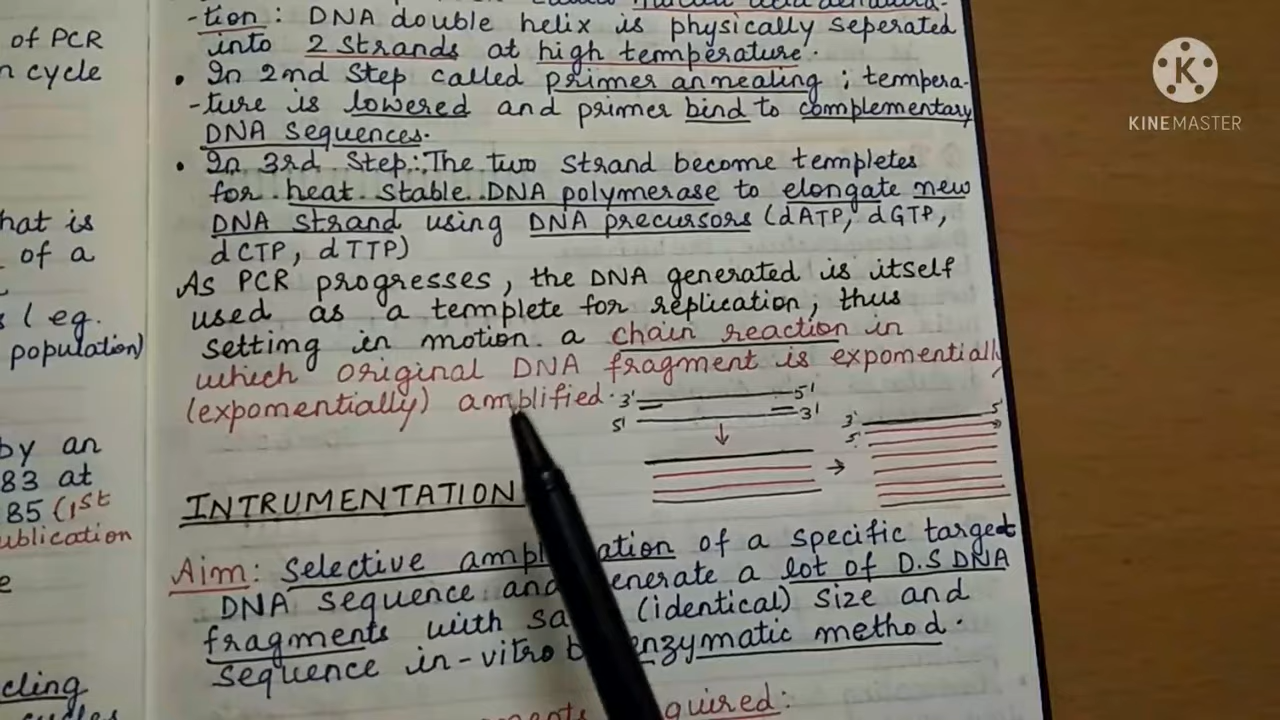 of PCR
n cycle
hat is
of a
s ( eg.
population)
by an
83 at
85 (1st
ublication
e
cling
cycles
-tion : DNA double helix is physically seperated
into 2 strands at high temperature.
• In 2nd step called primer annealing ; tempera-
-ture is lowered and primer bind to complementary
DNA sequences.
• In 3rd step: The two strand become templetes
for heat stable DNA polymerase to elongate new
DNA strand using DNA precursors (dATP, dGTP,
dCTP, dTTP)
As PCR progresses, the DNA generated is itself
used as a templete for replication, thus
setting in motion a chain reaction in
which original DNA fragment is expomentially
(expomentially) amplified.
3' 5'
5' 3'
3' 5'
5'
INTRUMENTATION
Aim: Selective amp ation of a specific target
DNA sequence and enerate a lot of D.S DNA
fragments with sa (identical) size and
sequence in-vitro b enzymatic method.
quired:
KINEMASTER